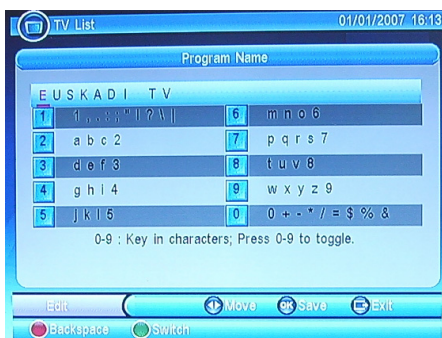 TV List 01/01/2007 16:13
Program Name
EUSKADI TV
1 1 . , : ; " ! ? \ | 6 m n o 6
2 a b c 2 7 p q r s 7
3 d e f 3 8 t u v 8
4 g h i 4 9 w x y z 9
5 j k l 5 0 0 + - * / = $ % &
0-9 : Key in characters; Press 0-9 to toggle.
Edit Move OK Save Exit
Backspace Switch